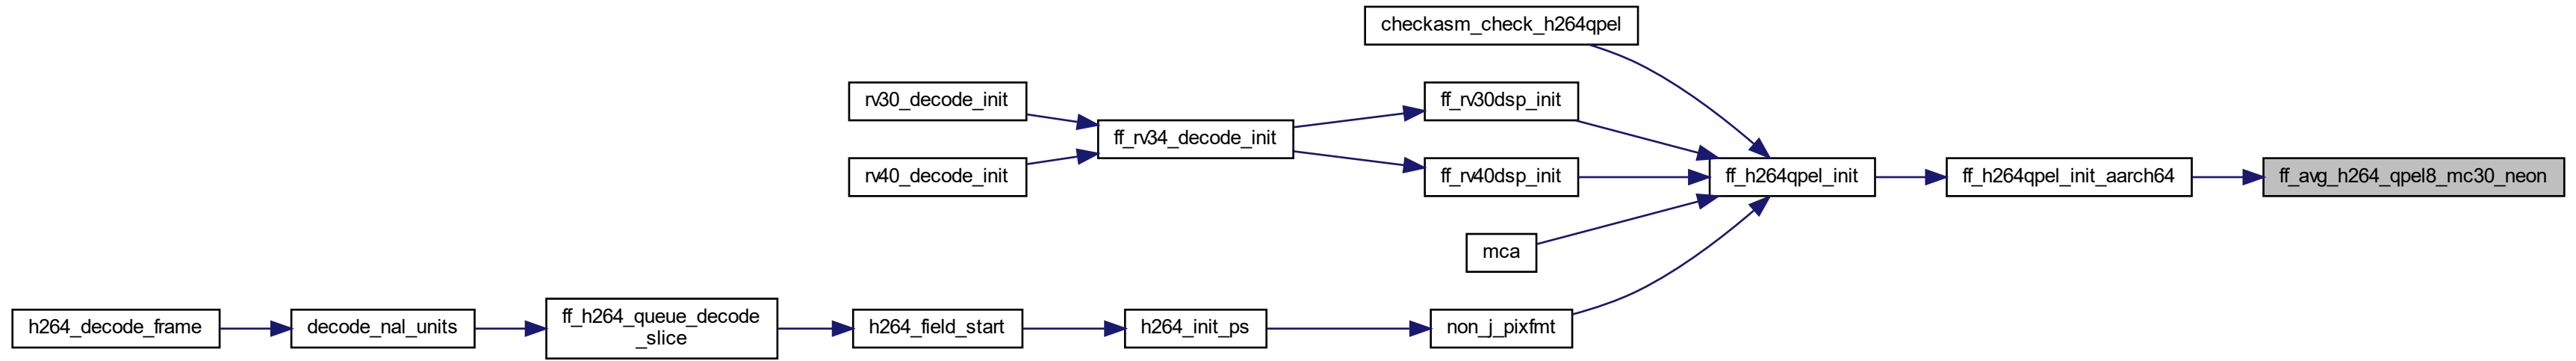 checkasm_check_h264qpel
rv30_decode_init
ff_rv30dsp_init
ff_rv34_decode_init
rv40_decode_init
ff_rv40dsp_init
ff_h264qpel_init
ff_h264qpel_init_aarch64
ff_avg_h264_qpel8_mc30_neon
mca
h264_decode_frame
decode_nal_units
ff_h264_queue_decode
_slice
h264_field_start
h264_init_ps
non_j_pixfmt